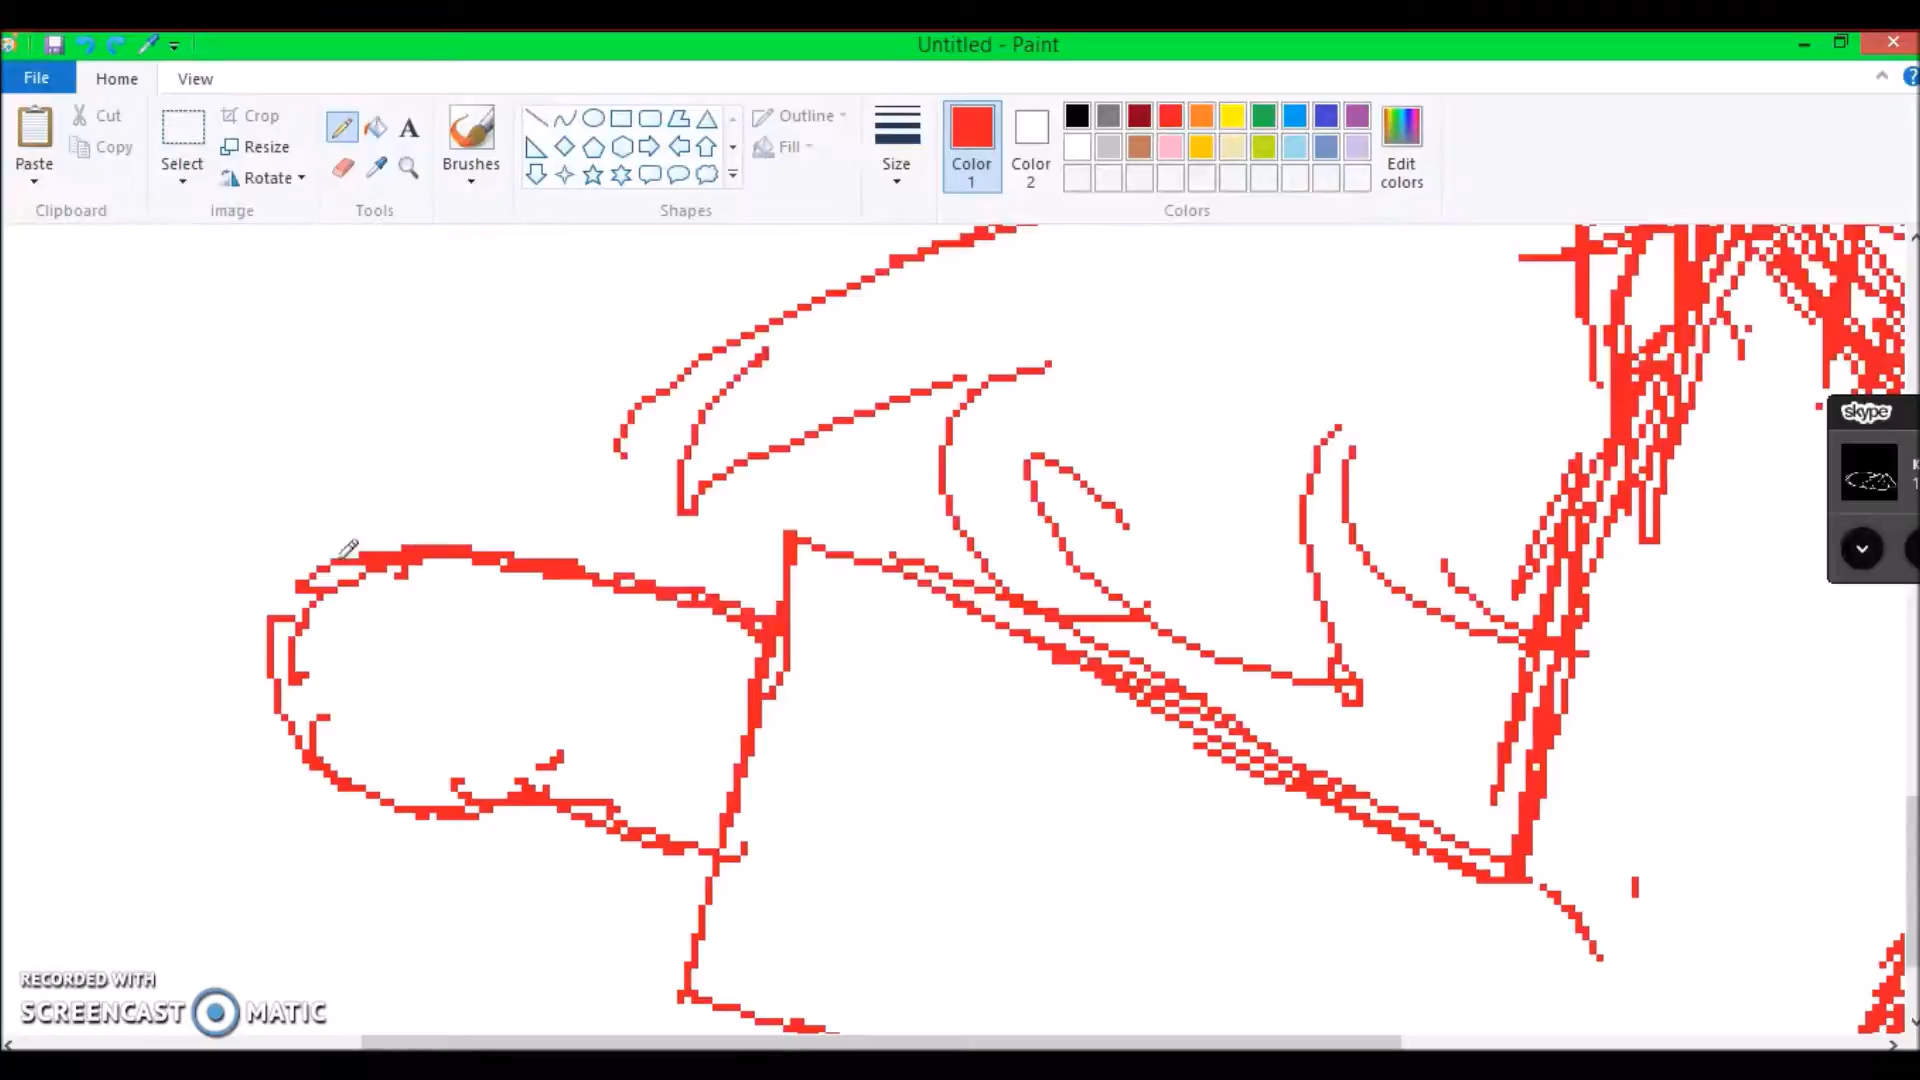 Untitled - Paint
File Home View
Paste
Cut
Copy
Clipboard
Select
Crop
Resize
Rotate
Image
A
Tools
Brushes
Shapes
Outline
Fill
Size
Color 1
Color 2
Edit colors
Colors
skype
RECORDED WITH
SCREENCAST MATIC